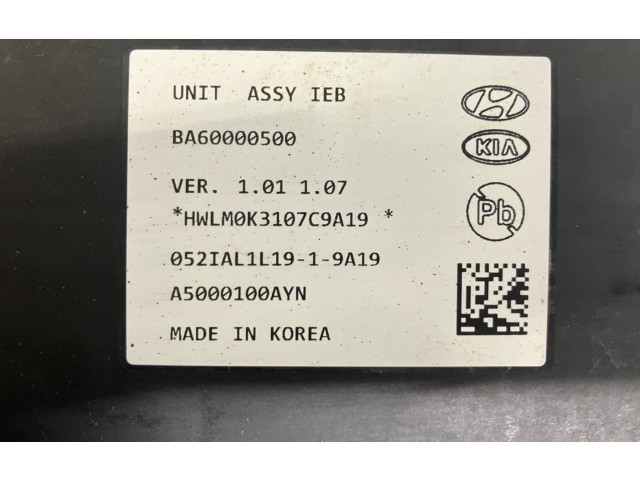 UNIT ASSY IEB
BA60000500
KIA
VER. 1.01 1.07
*HWLM0K3107C9A19 *
Pb
052IAL1L19-1-9A19
A5000100AYN
MADE IN KOREA